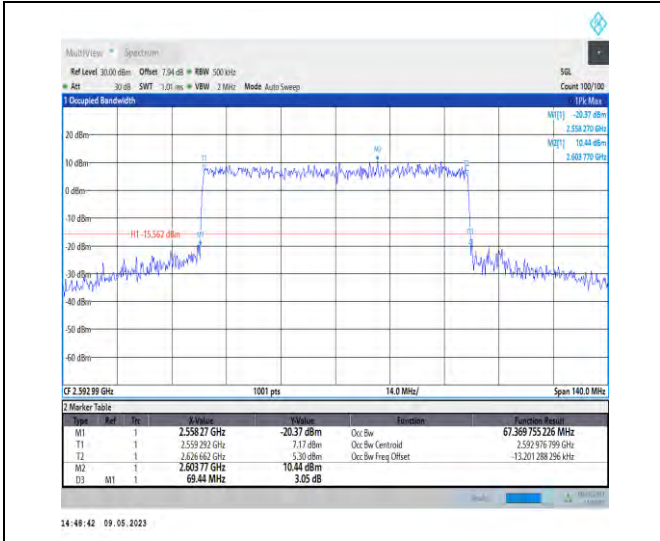 MultiView Spectrum
Ref Level 30.00 dBm Offset 7.94 dB RBW 500 kHz SGL
Att 30 dB SWT 1.01 ms VBW 2 MHz Mode Auto Sweep Count 100/100
1 Occupied Bandwidth 1Pk Max
M1[1] -20.37 dBm
2.558 270 GHz
20 dBm
M2[1] 10.44 dBm
2.603 770 GHz
M2
10 dBm
0 dBm
-10 dBm
H1 -15.562 dBm
M1
-20 dBm
-30 dBm
-40 dBm
-50 dBm
-60 dBm
CF 2.592 99 GHz 1001 pts 14.0 MHz/ Span 140.0 MHz
2 Marker Table
Type Ref Trc X-Value Y-Value Function Function Result
M1 1 2.558 27 GHz -20.37 dBm Occ Bw 67.369 755 226 MHz
T1 1 2.559 292 GHz 7.17 dBm Occ Bw Centroid 2.592 976 799 GHz
T2 1 2.626 662 GHz 5.30 dBm Occ Bw Freq Offset -13.201 288 296 kHz
M2 1 2.603 77 GHz 10.44 dBm
D3 M1 1 69.44 MHz 3.05 dB
14:48:42 09.05.2023